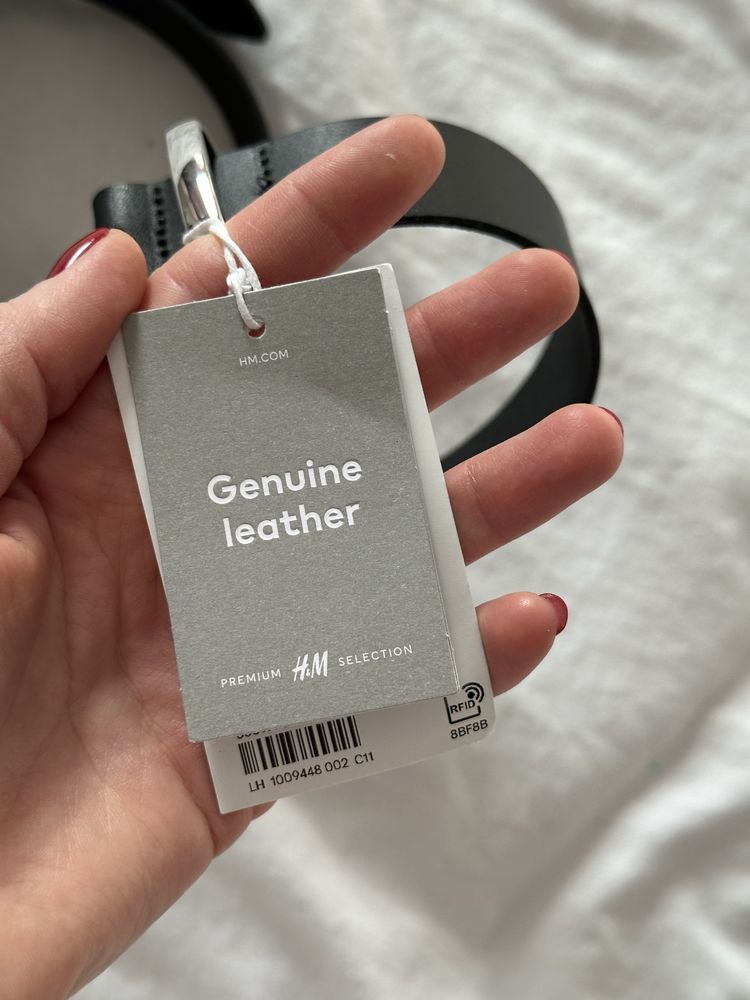 HM.COM
Genuine
leather
PREMIUM H&M SELECTION
RFID
8BF8B
LH 1009448 002 C11